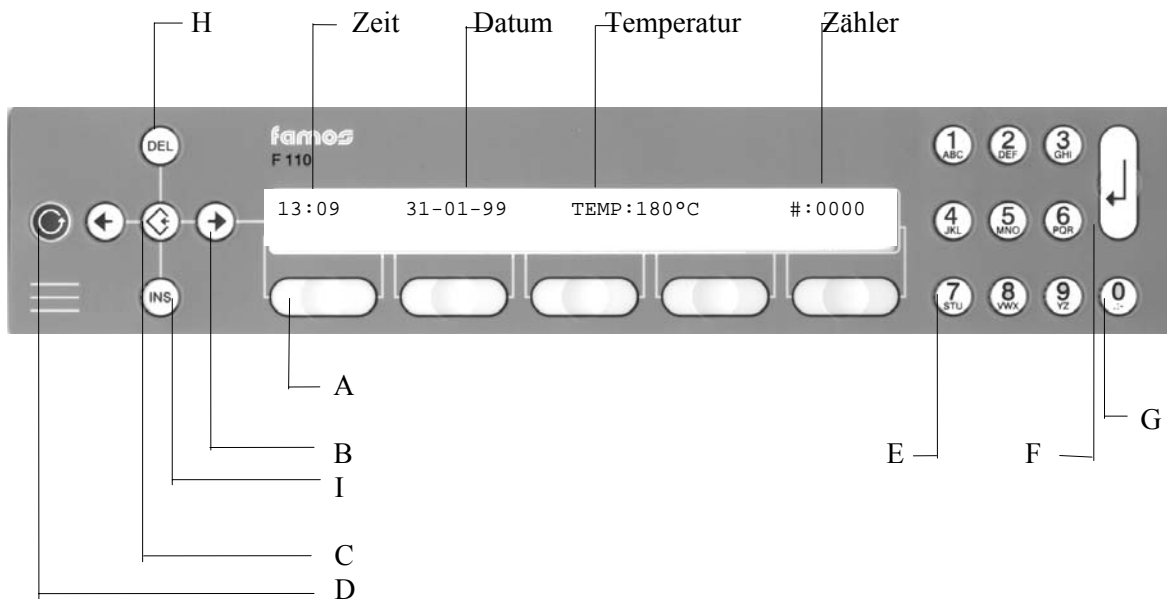 H Zeit Datum Temperatur Zähler
famos
F 110
DEL
13:09 31-01-99 TEMP:180°C #:0000
INS
1 ABC 2 DEF 3 GHI
4 JKL 5 MNO 6 PQR
7 STU 8 VWX 9 YZ 0 .:-
A
G
B E F
I
C
D